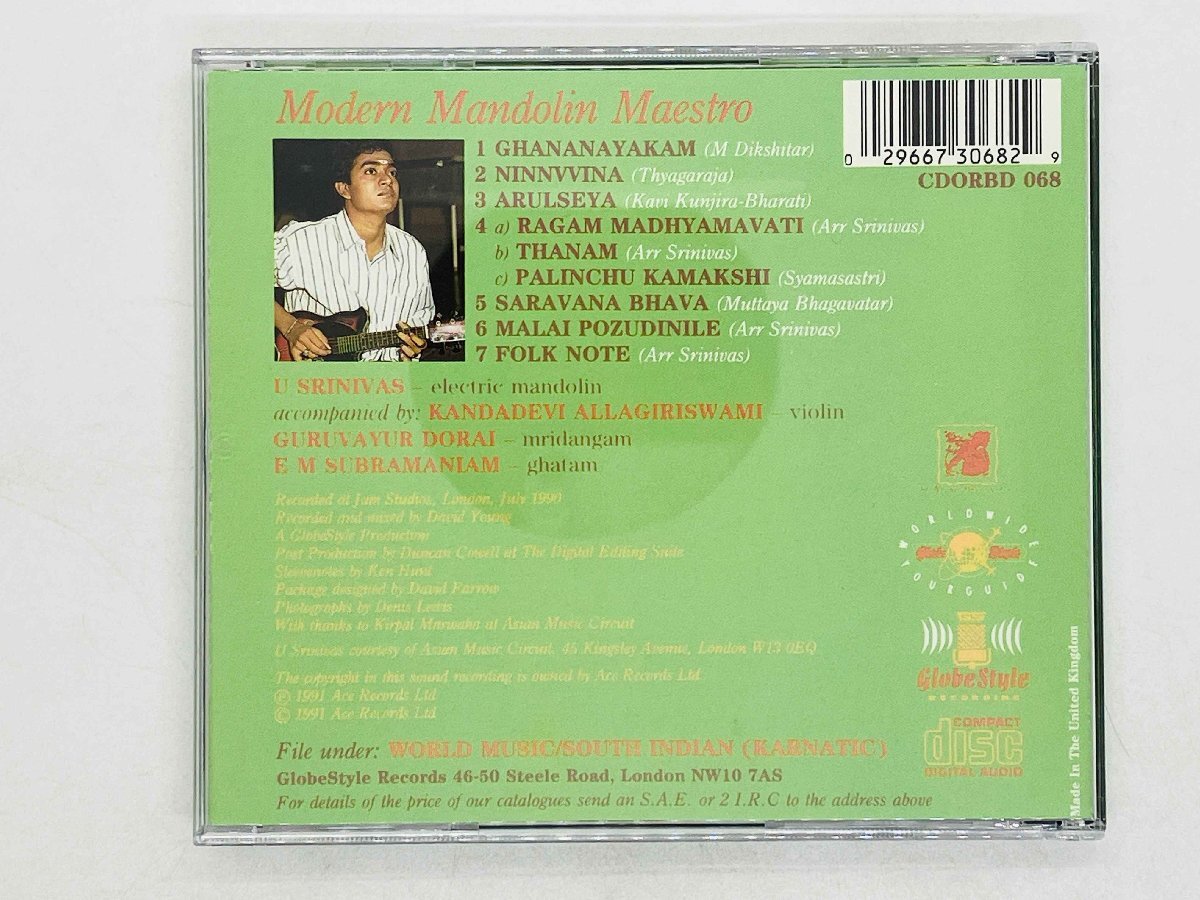 Modern Mandolin Maestro
1 GHANANAYAKAM (M Dikshitar)
2 NINNVVINA (Thyagaraja)
3 ARULSEYA (Kavi Kunjira-Bharati)
4 a) RAGAM MADHYAMAVATI (Arr Srinivas)
b) THANAM (Arr Srinivas)
c) PALINCHU KAMAKSHI (Syamasastri)
5 SARAVANA BHAVA (Muttaya Bhagavatar)
6 MALAI POZUDINILE (Arr Srinivas)
7 FOLK NOTE (Arr Srinivas)
0 29667 30682 9
CDORBD 068
U SRINIVAS – electric mandolin
accompanied by: KANDADEVI ALLAGIRISWAMI – violin
GURUVAYUR DORAI – mridangam
E M SUBRAMANIAM – ghatam
Recorded at Jam Studios, London, July 1990
Recorded and mixed by David Young
A GlobeStyle Production
Post Production by Duncan Cowell at The Digital Editing Suite
Sleevenotes by Ken Hunt
Package designed by David Farrow
Photographs by Denis Lewis
With thanks to Kirpal Marwaha at Asian Music Circuit
U Srinivas courtesy of Asian Music Circuit, 46 Kingsley Avenue, London W13 0EQ
The copyright in this sound recording is owned by Ace Records Ltd.
℗ 1991 Ace Records Ltd
© 1991 Ace Records Ltd
File under: WORLD MUSIC/SOUTH INDIAN (KARNATIC)
GlobeStyle Records 46-50 Steele Road, London NW10 7AS
For details of the price of our catalogues send an S.A.E. or 2 I.R.C to the address above
WORLDWIDE
Globe Style
YOUR GUIDE
GlobeStyle
RECORDING
COMPACT
disc
DIGITAL AUDIO
Made In The United Kingdom